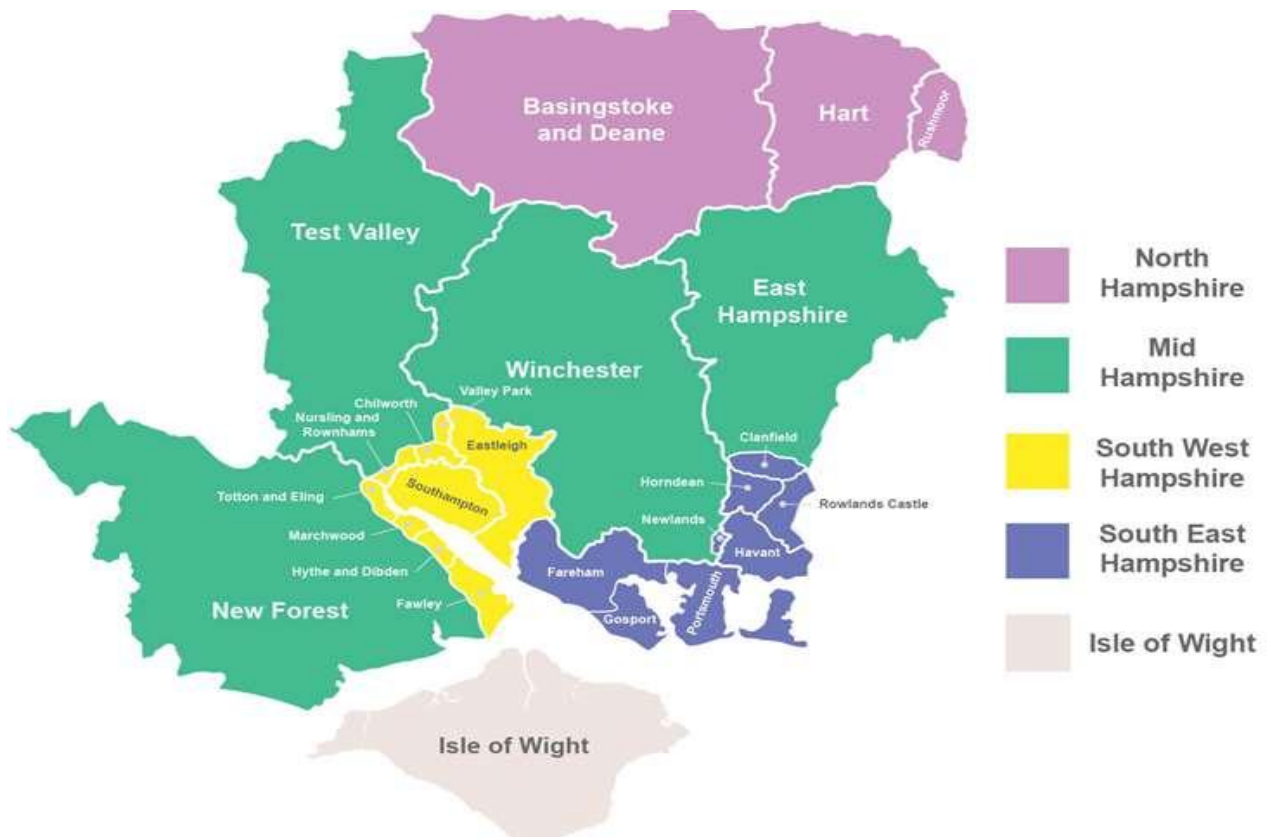 Basingstoke
and Deane
Hart
Rushmoor
Test Valley
East
Hampshire
Winchester
Valley Park
Chilworth
Nursling and
Rownhams
Eastleigh
Southampton
Totton and Eling
Marchwood
Hythe and Dibden
Fawley
New Forest
Clanfield
Horndean
Rowlands Castle
Newlands
Havant
Fareham
Gosport
Portsmouth
Isle of Wight
North
Hampshire
Mid
Hampshire
South West
Hampshire
South East
Hampshire
Isle of Wight